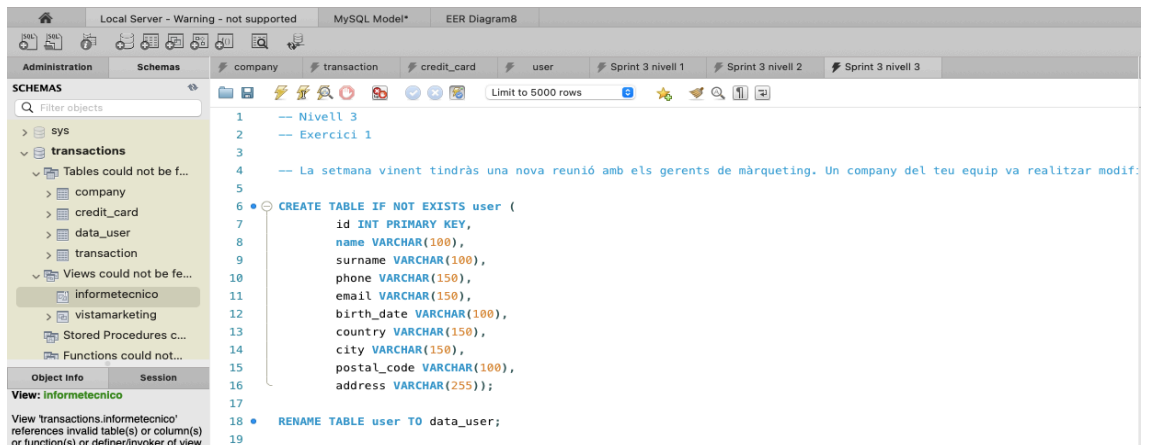 Local Server - Warning - not supported
MySQL Model*
EER Diagram8
Administration
Schemas
company
transaction
credit_card
user
Sprint 3 nivell 1
Sprint 3 nivell 2
Sprint 3 nivell 3
SCHEMAS
Filter objects
sys
transactions
Tables could not be f...
company
credit_card
data_user
transaction
Views could not be fe...
informetecnico
vistamarketing
Stored Procedures c...
Functions could not...
Object Info
Session
View: informetecnico
View 'transactions.informetecnico'
references invalid table(s) or column(s)
or function(s) or definer/invoker of view
Limit to 5000 rows
1 -- Nivell 3
2 -- Exercici 1
3
4 -- La setmana vinent tindràs una nova reunió amb els gerents de màrqueting. Un company del teu equip va realitzar modifi
5
6 CREATE TABLE IF NOT EXISTS user (
7 id INT PRIMARY KEY,
8 name VARCHAR(100),
9 surname VARCHAR(100),
10 phone VARCHAR(150),
11 email VARCHAR(150),
12 birth_date VARCHAR(100),
13 country VARCHAR(150),
14 city VARCHAR(150),
15 postal_code VARCHAR(100),
16 address VARCHAR(255));
17
18 RENAME TABLE user TO data_user;
19